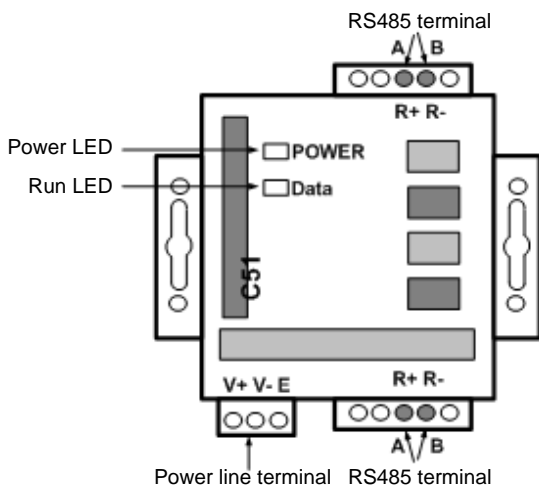 RS485 terminal
A B
R+ R-
Power LED
POWER
Run LED
Data
C51
R+ R-
V+ V- E
A B
Power line terminal
RS485 terminal